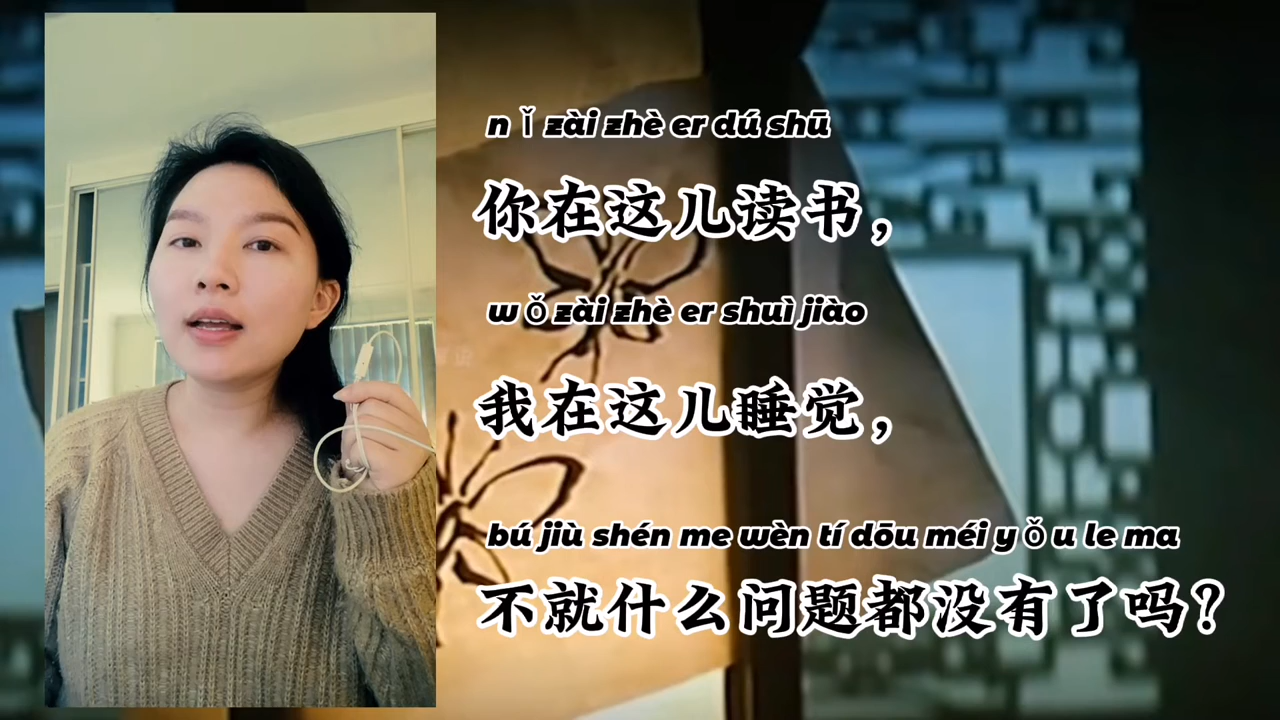 nǐ zài zhè er dú shū
你在这儿读书，
wǒ zài zhè er shuì jiào
我在这儿睡觉，
bú jiù shén me wèn tí dōu méi yǒu le ma
不就什么问题都没有了吗？